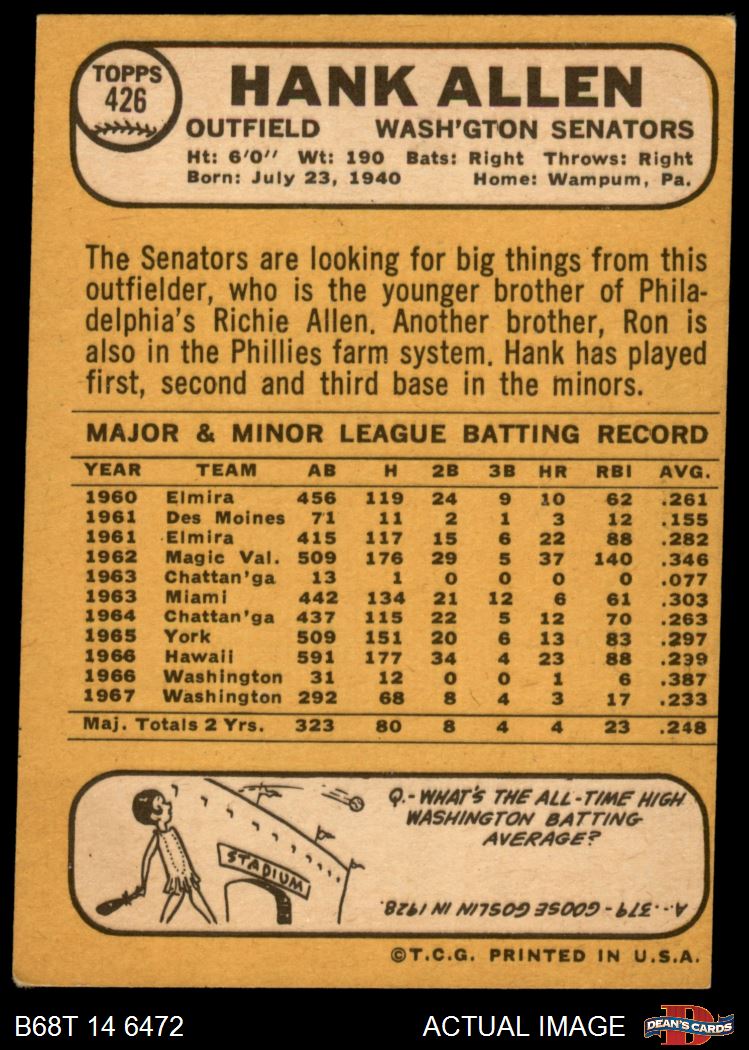 TOPPS
426
HANK ALLEN
OUTFIELD WASH'GTON SENATORS
Ht: 6'0'' Wt: 190 Bats: Right Throws: Right
Born: July 23, 1940 Home: Wampum, Pa.
The Senators are looking for big things from this
outfielder, who is the younger brother of Phila-
delphia's Richie Allen. Another brother, Ron is
also in the Phillies farm system. Hank has played
first, second and third base in the minors.
MAJOR & MINOR LEAGUE BATTING RECORD
YEAR TEAM AB H 2B 3B HR RBI AVG.
1960 Elmira 456 119 24 9 10 62 .261
1961 Des Moines 71 11 2 1 3 12 .155
1961 Elmira 415 117 15 6 22 88 .282
1962 Magic Val. 509 176 29 5 37 140 .346
1963 Chattan'ga 13 1 0 0 0 0 .077
1963 Miami 442 134 21 12 6 61 .303
1964 Chattan'ga 437 115 22 5 12 70 .263
1965 York 509 151 20 6 13 83 .297
1966 Hawaii 591 177 34 4 23 88 .299
1966 Washington 31 12 0 0 1 6 .387
1967 Washington 292 68 8 4 3 17 .233
Maj. Totals 2 Yrs. 323 80 8 4 4 23 .248
STADIUM
Q.- WHAT'S THE ALL-TIME HIGH
WASHINGTON BATTING
AVERAGE?
A.. .379 - GOOSE GOSLIN IN 1928.
©T.C.G. PRINTED IN U.S.A.
B68T 14 6472 ACTUAL IMAGE
D
DEAN'S CARDS